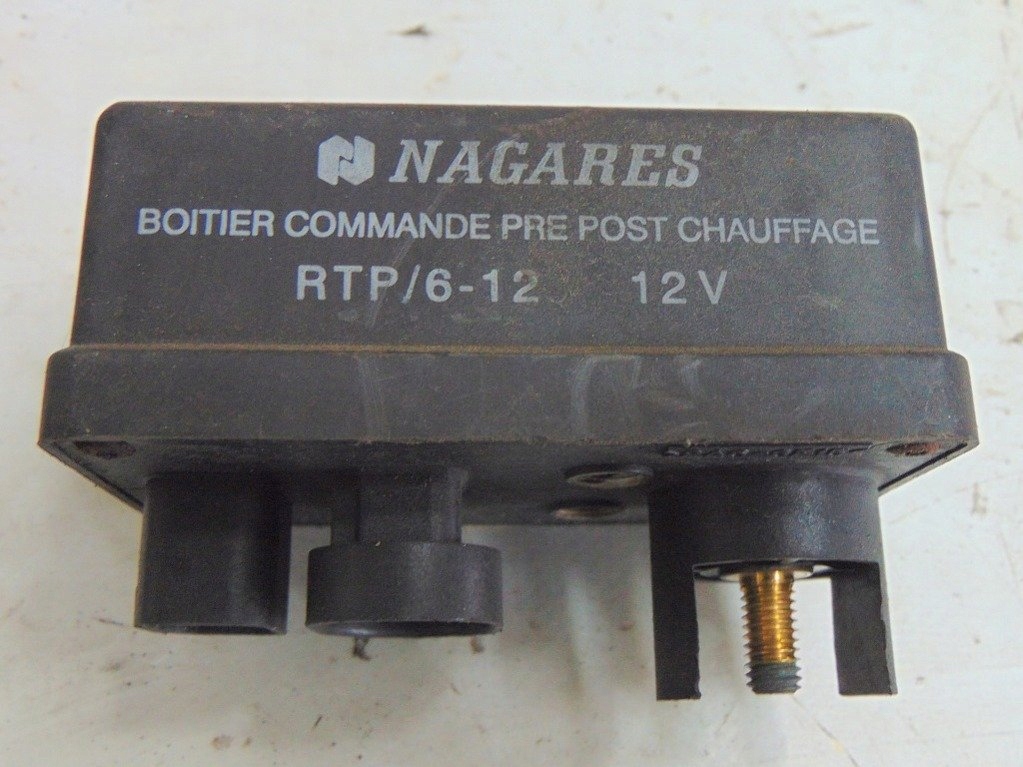 NAGARES
BOITIER COMMANDE PRE POST CHAUFFAGE
RTP/6-12 12V